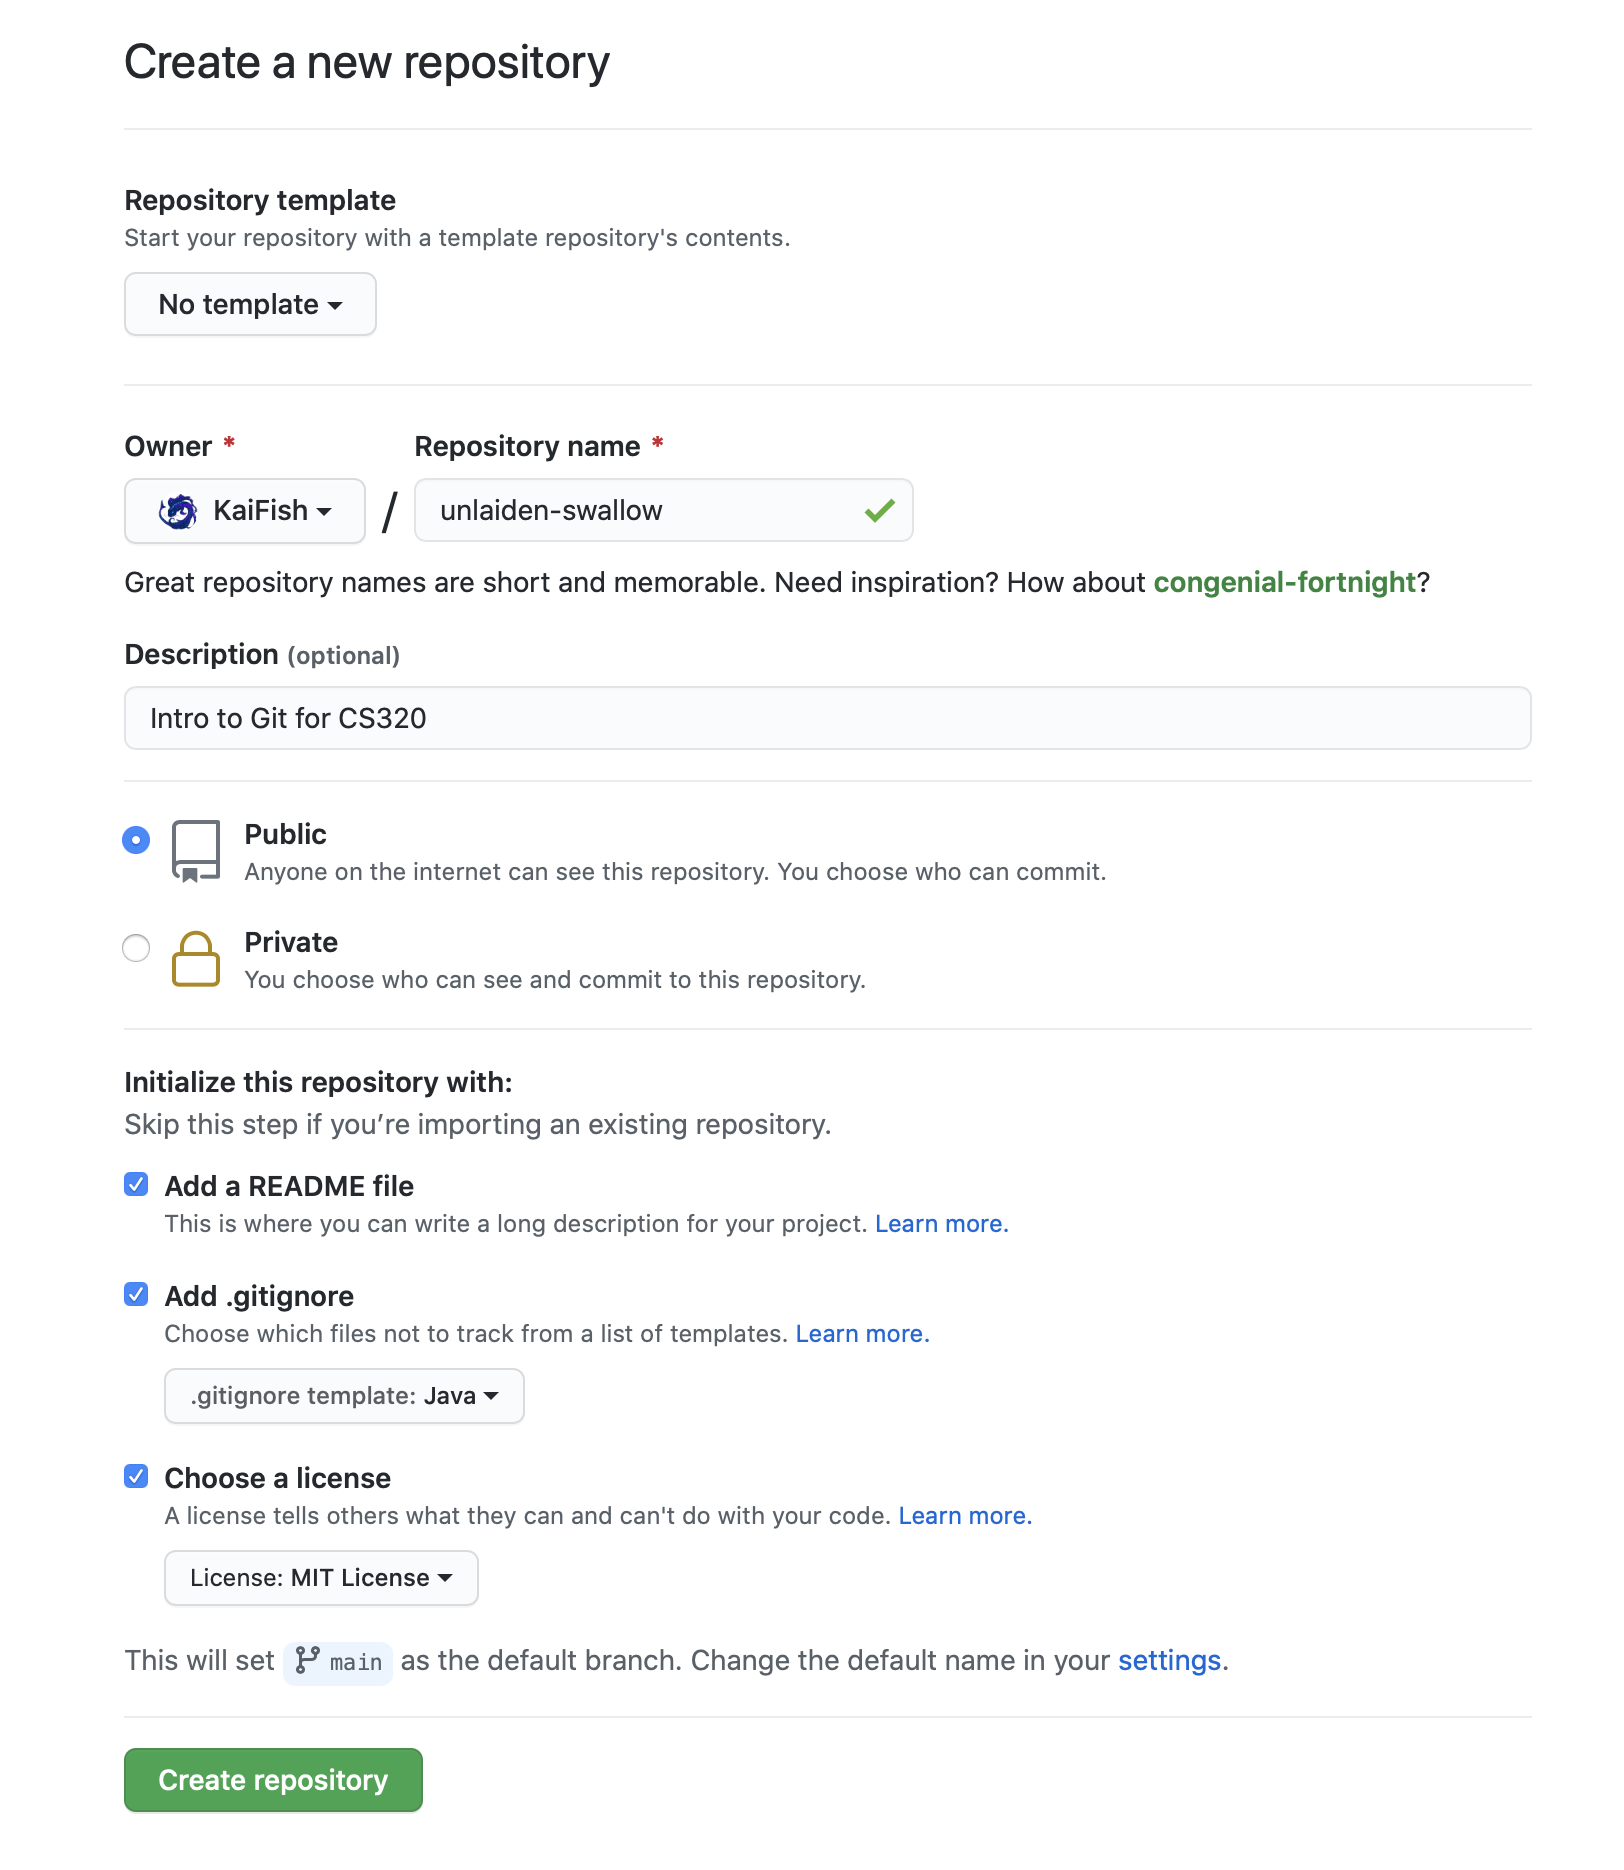 Create a new repository
Repository template
Start your repository with a template repository's contents.
No template
Owner * Repository name *
KaiFish / unlaiden-swallow
Great repository names are short and memorable. Need inspiration? How about congenial-fortnight?
Description (optional)
Intro to Git for CS320
Public
Anyone on the internet can see this repository. You choose who can commit.
Private
You choose who can see and commit to this repository.
Initialize this repository with:
Skip this step if you’re importing an existing repository.
Add a README file
This is where you can write a long description for your project. Learn more.
Add .gitignore
Choose which files not to track from a list of templates. Learn more.
.gitignore template: Java
Choose a license
A license tells others what they can and can't do with your code. Learn more.
License: MIT License
This will set main as the default branch. Change the default name in your settings.
Create repository